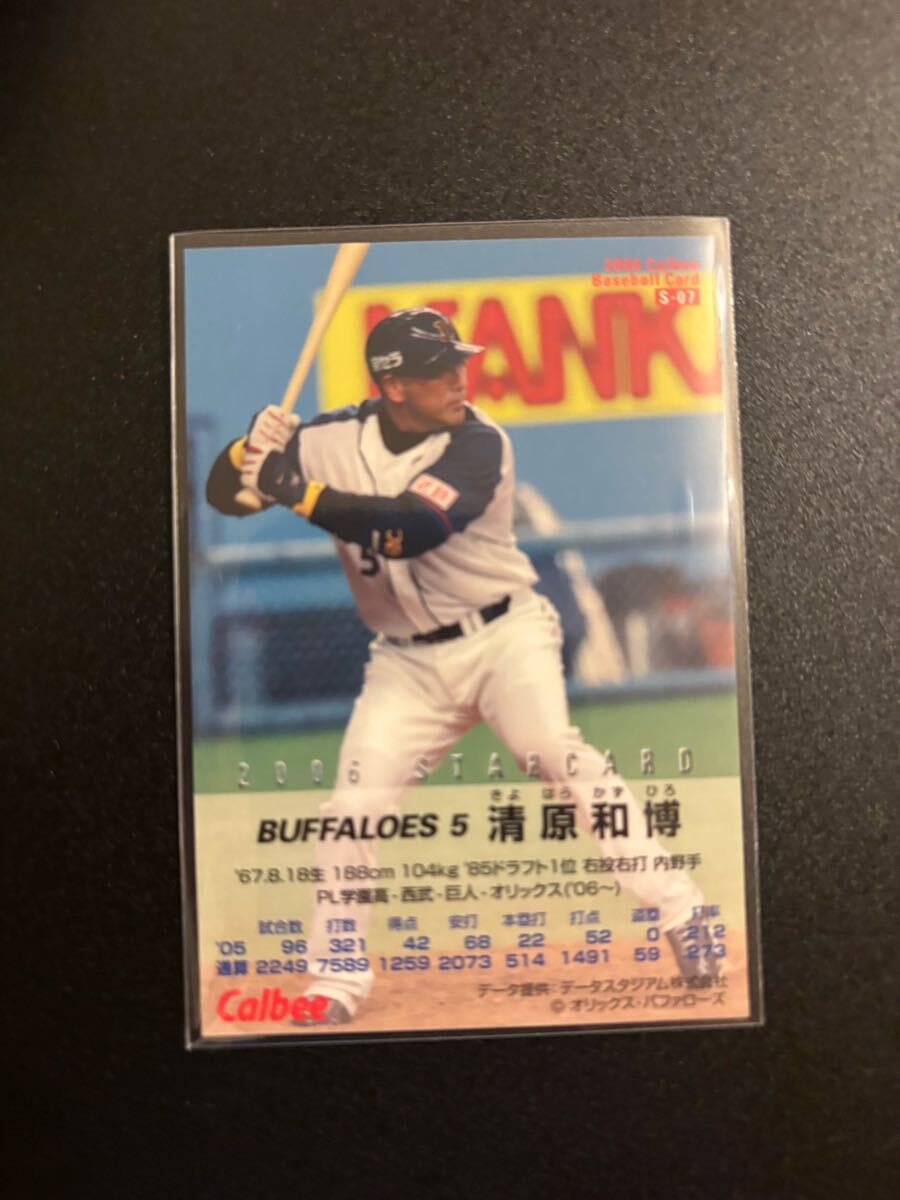 2006 Calbee
Baseball Card
S-07
2006 STARCARD
きよ はら かず ひろ
BUFFALOES 5 清原和博
'67.8.18生 188cm 104kg '85ドラフト1位 右投右打 内野手
PL学園高-西武-巨人-オリックス('06~)
試合数 打数 得点 安打 本塁打 打点 盗塁 打率
'05 96 321 42 68 22 52 0 .212
通算 2249 7589 1259 2073 514 1491 59 .273
データ提供:データスタジアム株式会社
Calbee
© オリックス・バファローズ